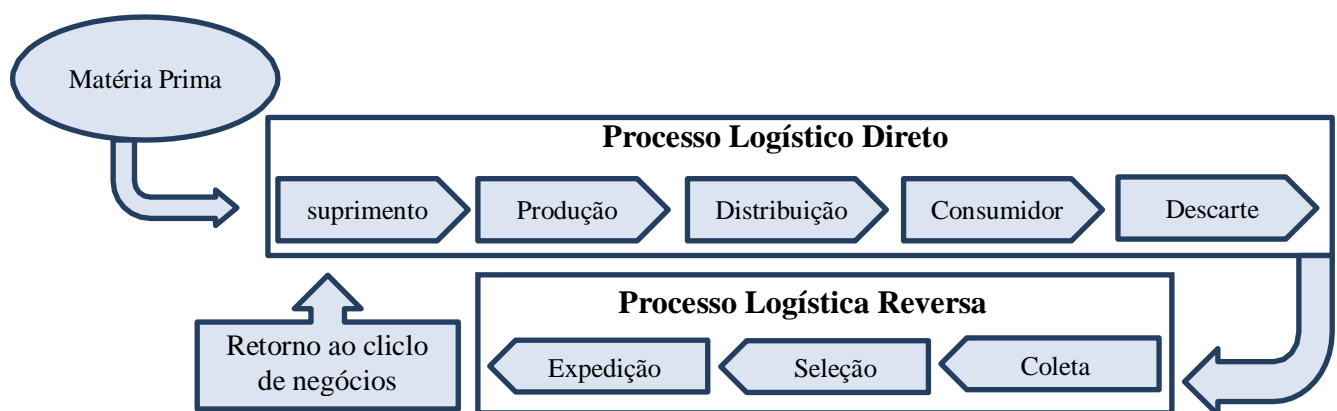 Matéria Prima
Processo Logístico Direto
suprimento
Produção
Distribuição
Consumidor
Descarte
Processo Logística Reversa
Retorno ao cliclo
de negócios
Expedição
Seleção
Coleta